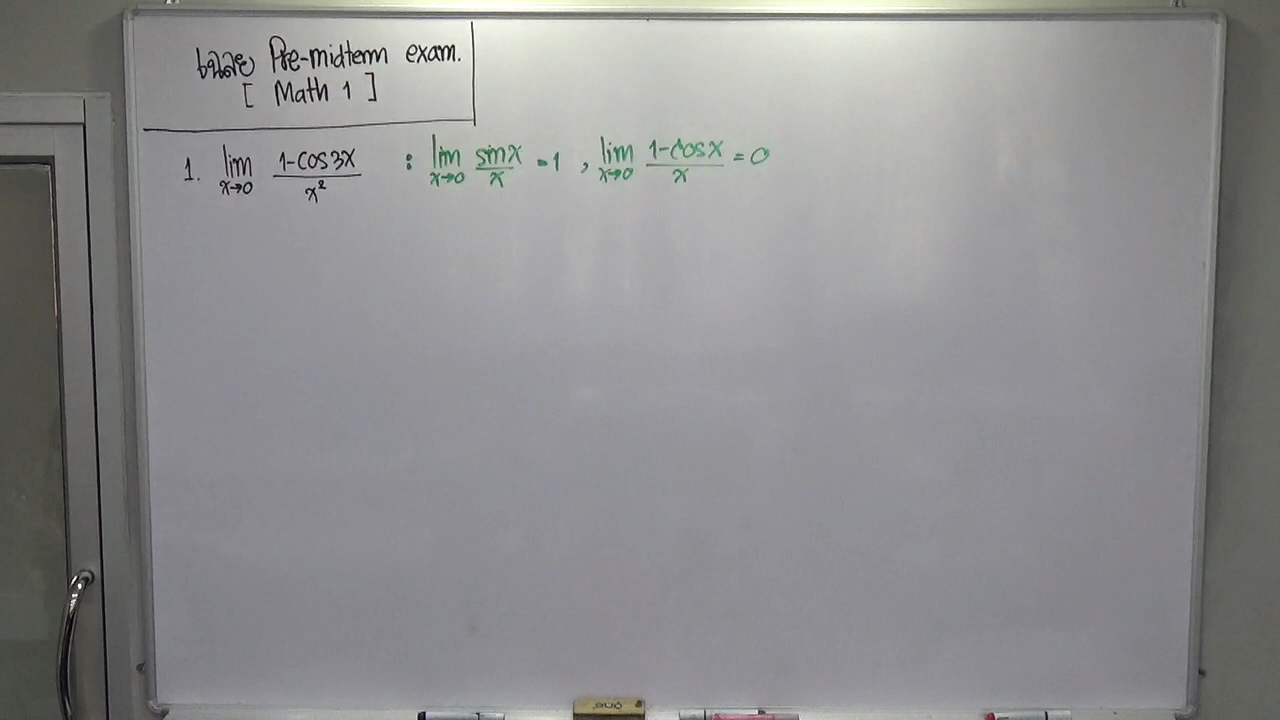 เฉลย Pre-midterm exam.
[ Math 1 ]
1. lim x→0 1-cos3x / x² : lim x→0 sinx / x = 1 , lim x→0 1-cosx / x = 0